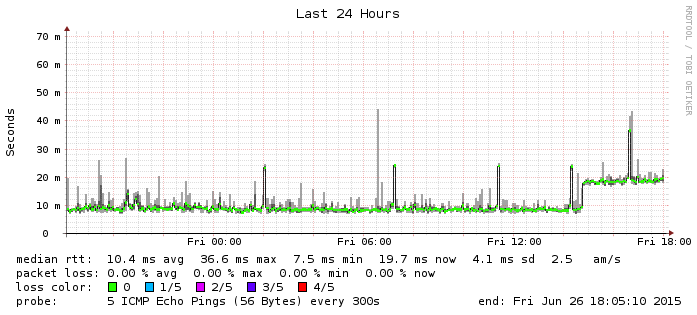 Last 24 Hours
RRDTOOL / TOBI OETIKER
Seconds
70 m
60 m
50 m
40 m
30 m
20 m
10 m
0
Fri 00:00 Fri 06:00 Fri 12:00 Fri 18:00
median rtt: 10.4 ms avg 36.6 ms max 7.5 ms min 19.7 ms now 4.1 ms sd 2.5 am/s
packet loss: 0.00 % avg 0.00 % max 0.00 % min 0.00 % now
loss color: 0 1/5 2/5 3/5 4/5
probe: 5 ICMP Echo Pings (56 Bytes) every 300s end: Fri Jun 26 18:05:10 2015